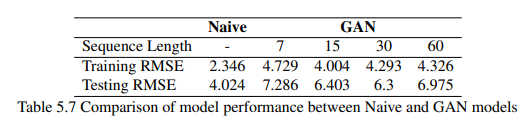 Naive GAN
Sequence Length - 7 15 30 60
Training RMSE 2.346 4.729 4.004 4.293 4.326
Testing RMSE 4.024 7.286 6.403 6.3 6.975
Table 5.7 Comparison of model performance between Naive and GAN models